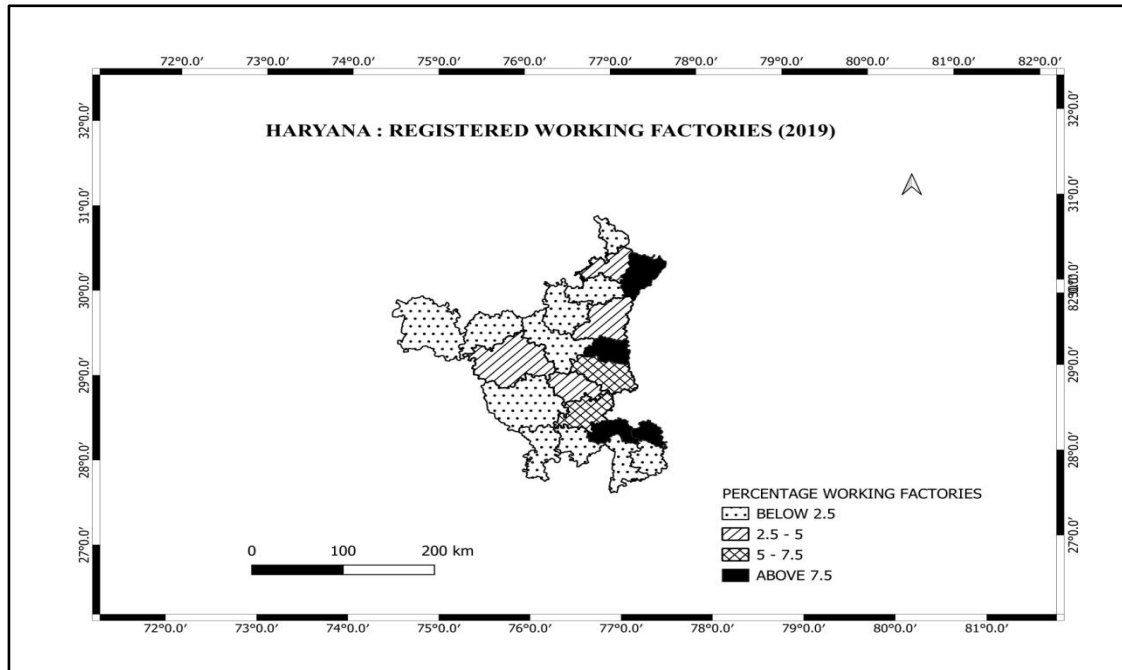 72°0.0' 73°0.0' 74°0.0' 75°0.0' 76°0.0' 77°0.0' 78°0.0' 79°0.0' 80°0.0' 81°0.0' 82°0.0'
HARYANA : REGISTERED WORKING FACTORIES (2019)
32°0.0'
31°0.0'
30°0.0'
29°0.0'
28°0.0'
27°0.0'
32°0.0'
31°0.0'
30°0.0'
29°0.0'
28°0.0'
27°0.0'
PERCENTAGE WORKING FACTORIES
BELOW 2.5
2.5 - 5
5 - 7.5
ABOVE 7.5
0 100 200 km
72°0.0' 73°0.0' 74°0.0' 75°0.0' 76°0.0' 77°0.0' 78°0.0' 79°0.0' 80°0.0' 81°0.0'